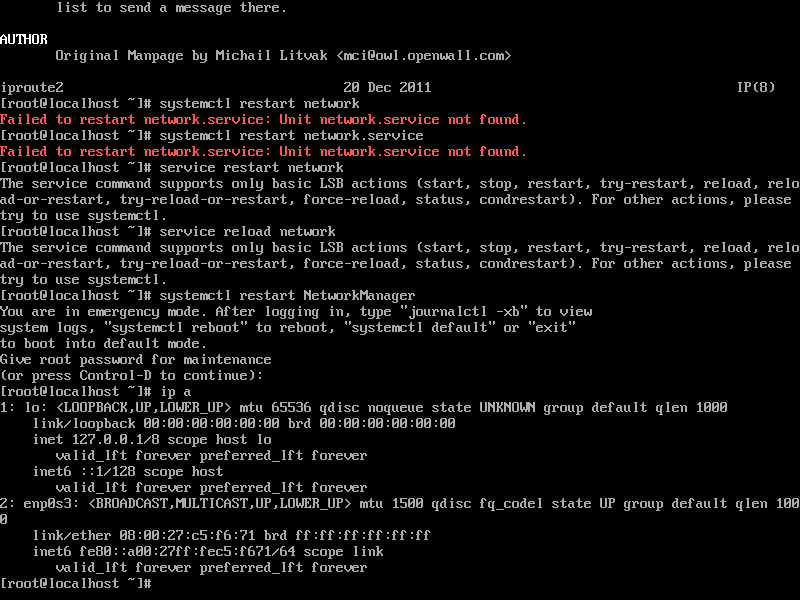 list to send a message there.
AUTHOR
Original Manpage by Michail Litvak <mci@owl.openwall.com>
iproute2 20 Dec 2011 IP(8)
[root@localhost ~]# systemctl restart network
Failed to restart network.service: Unit network.service not found.
[root@localhost ~]# systemctl restart network.service
Failed to restart network.service: Unit network.service not found.
[root@localhost ~]# service restart network
The service command supports only basic LSB actions (start, stop, restart, try-restart, reload, relo
ad-or-restart, try-reload-or-restart, force-reload, status, condrestart). For other actions, please
try to use systemctl.
[root@localhost ~]# service reload network
The service command supports only basic LSB actions (start, stop, restart, try-restart, reload, relo
ad-or-restart, try-reload-or-restart, force-reload, status, condrestart). For other actions, please
try to use systemctl.
[root@localhost ~]# systemctl restart NetworkManager
You are in emergency mode. After logging in, type "journalctl -xb" to view
system logs, "systemctl reboot" to reboot, "systemctl default" or "exit"
to boot into default mode.
Give root password for maintenance
(or press Control-D to continue):
[root@localhost ~]# ip a
1: lo: <LOOPBACK,UP,LOWER_UP> mtu 65536 qdisc noqueue state UNKNOWN group default qlen 1000
link/loopback 00:00:00:00:00:00 brd 00:00:00:00:00:00
inet 127.0.0.1/8 scope host lo
valid_lft forever preferred_lft forever
inet6 ::1/128 scope host
valid_lft forever preferred_lft forever
2: enp0s3: <BROADCAST,MULTICAST,UP,LOWER_UP> mtu 1500 qdisc fq_codel state UP group default qlen 100
0
link/ether 08:00:27:c5:f6:71 brd ff:ff:ff:ff:ff:ff
inet6 fe80::a00:27ff:fec5:f671/64 scope link
valid_lft forever preferred_lft forever
[root@localhost ~]#